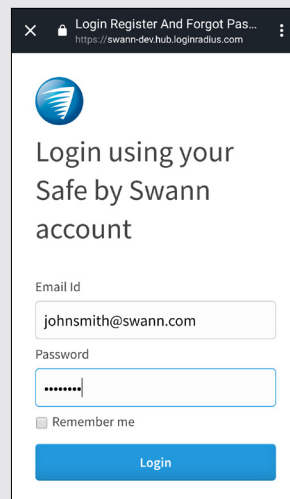 Login Register And Forgot Pas...
https://swann-dev.hub.loginradius.com
Login using your
Safe by Swann
account
Email Id
johnsmith@swann.com
Password
••••••••
Remember me
Login